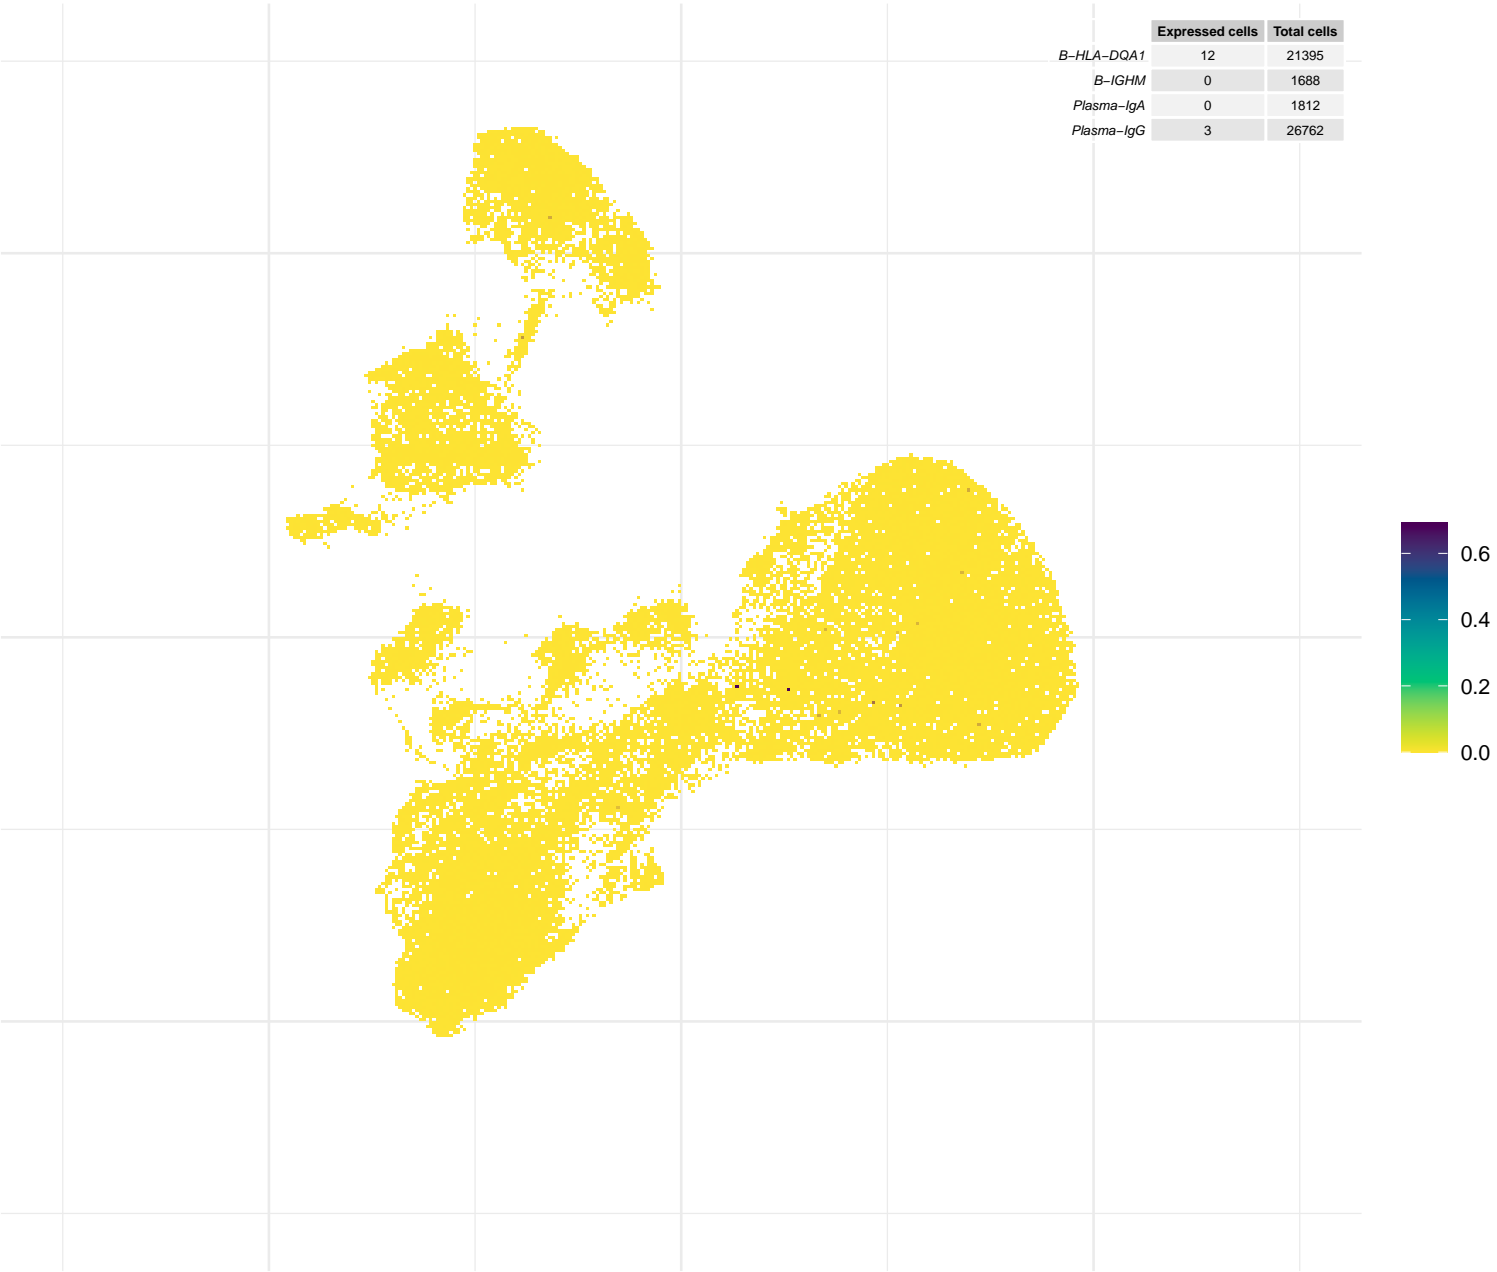 Expressed cells Total cells
B−HLA−DQA1 12 21395
B−IGHM 0 1688
Plasma−IgA 0 1812
Plasma−IgG 3 26762
0.6
0.4
0.2
0.0